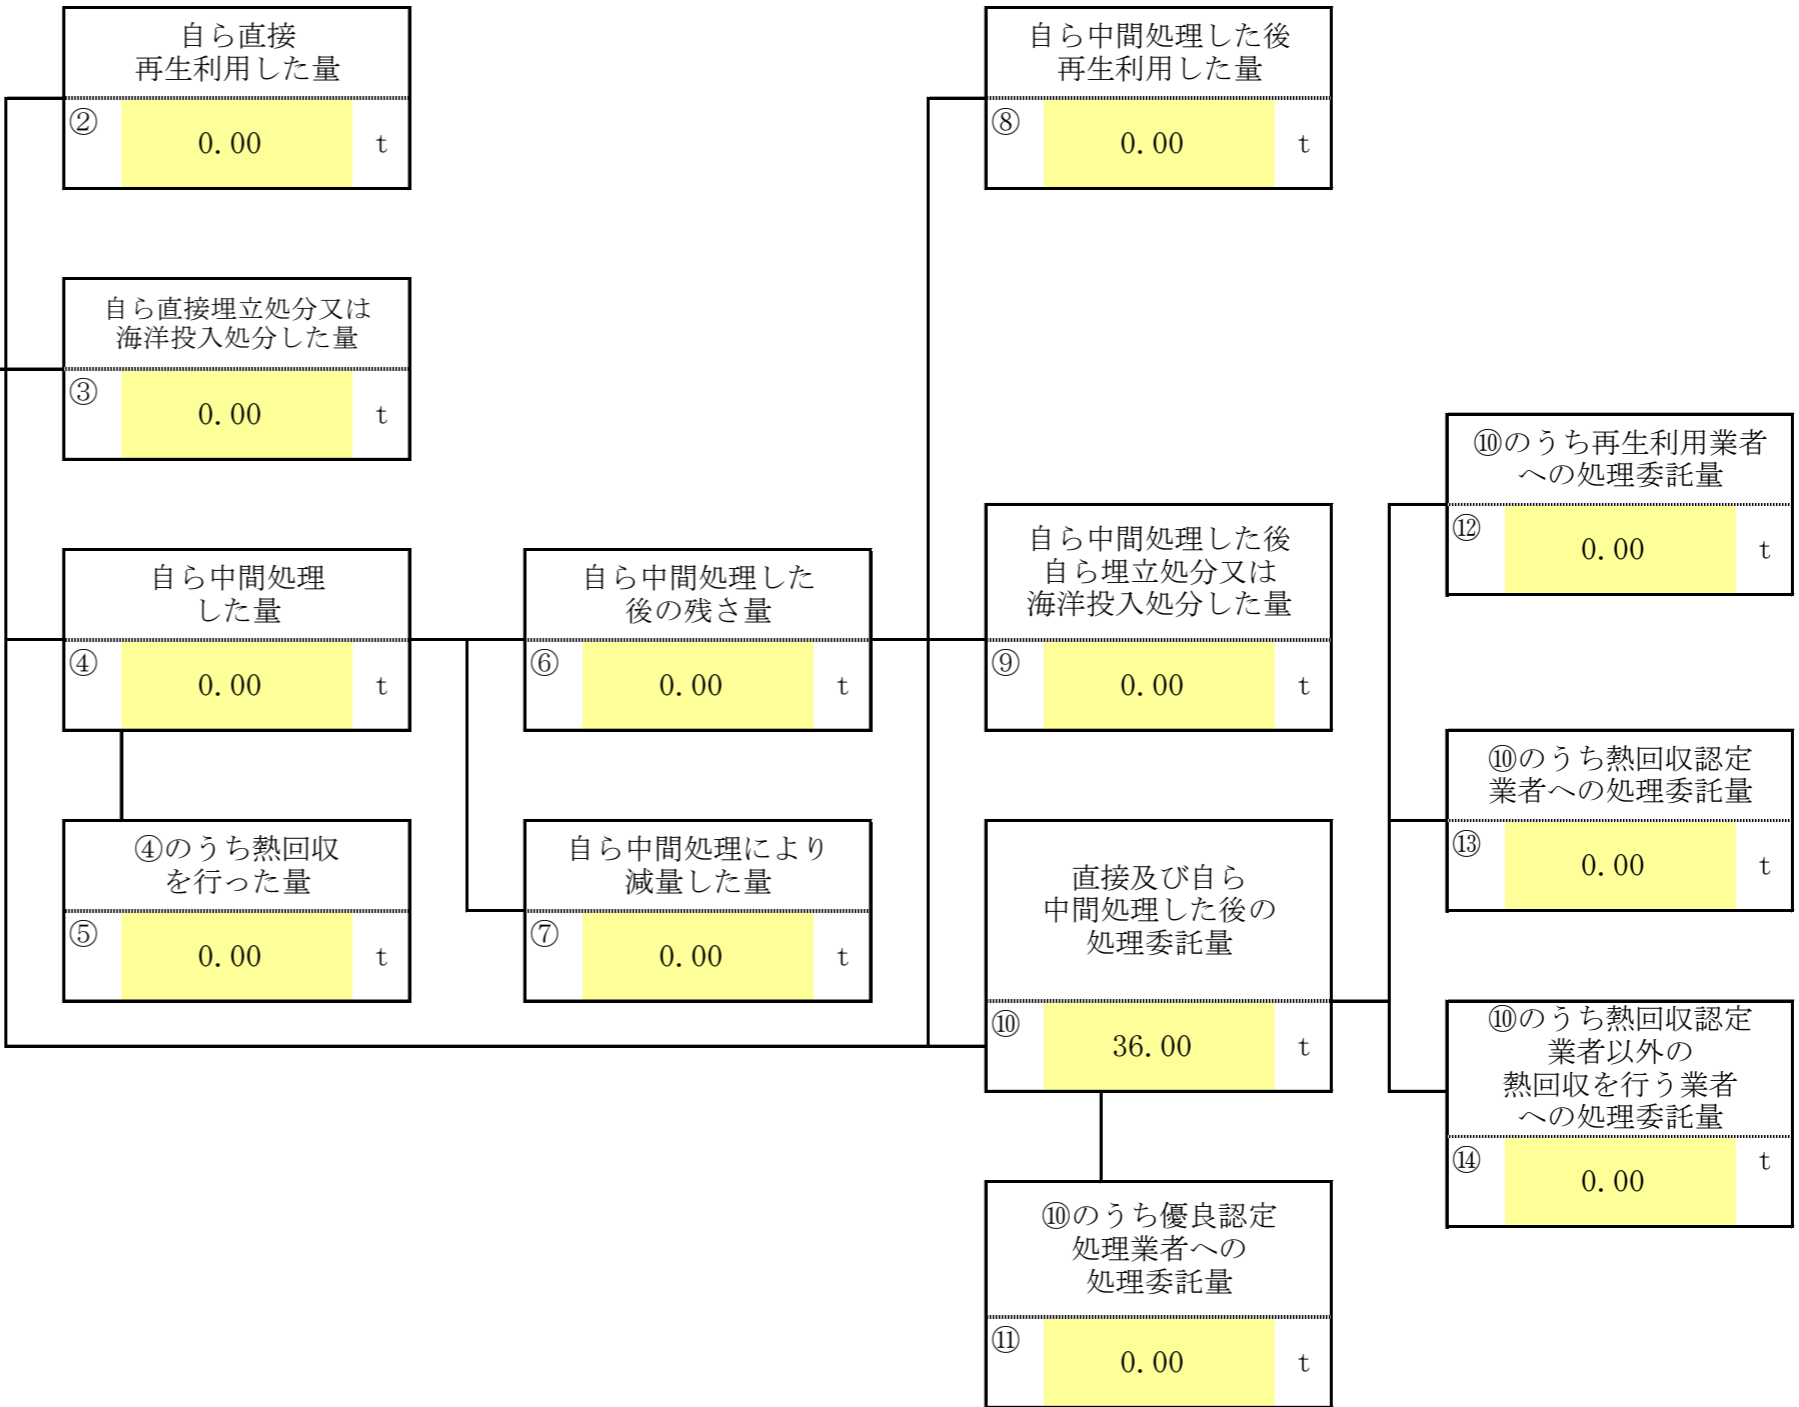 自ら直接
再生利用した量
② 0.00 t
自ら中間処理した後
再生利用した量
⑧ 0.00 t
自ら直接埋立処分又は
海洋投入処分した量
③ 0.00 t
⑩のうち再生利用業者
への処理委託量
⑫ 0.00 t
自ら中間処理
した量
④ 0.00 t
自ら中間処理した
後の残さ量
⑥ 0.00 t
自ら中間処理した後
自ら埋立処分又は
海洋投入処分した量
⑨ 0.00 t
⑩のうち熱回収認定
業者への処理委託量
⑬ 0.00 t
④のうち熱回収
を行った量
⑤ 0.00 t
自ら中間処理により
減量した量
⑦ 0.00 t
直接及び自ら
中間処理した後の
処理委託量
⑩ 36.00 t
⑩のうち熱回収認定
業者以外の
熱回収を行う業者
への処理委託量
⑭ 0.00 t
⑩のうち優良認定
処理業者への
処理委託量
⑪ 0.00 t